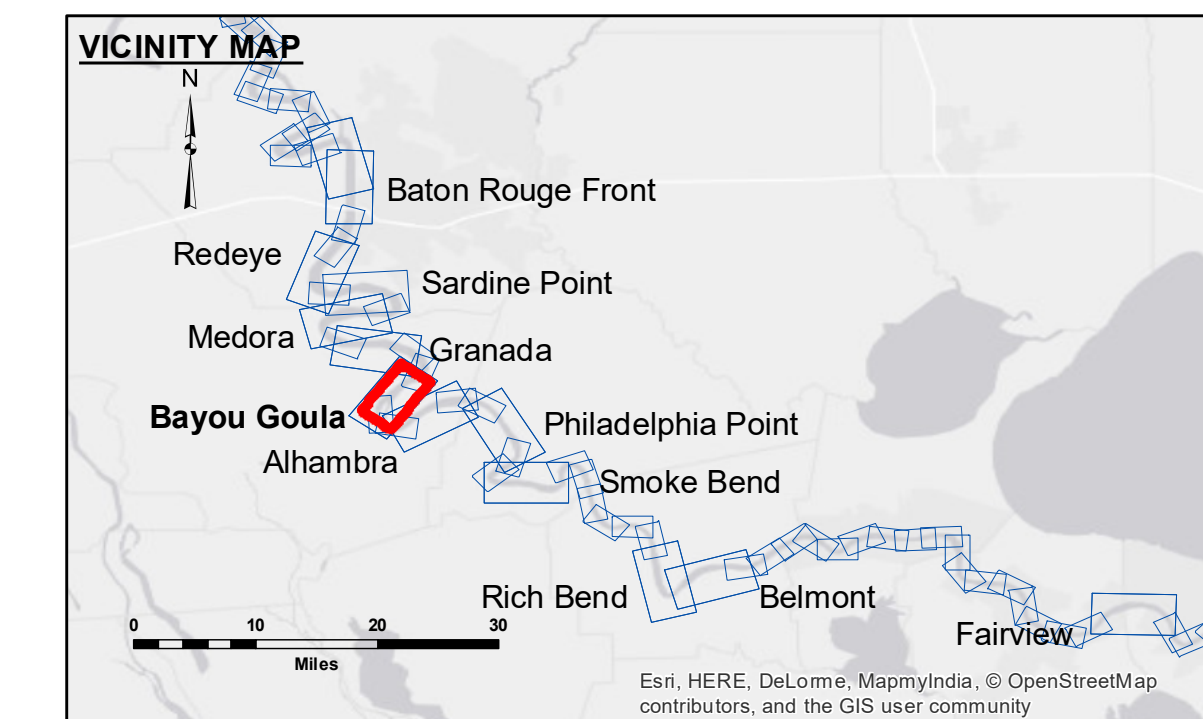 VICINITY MAP
N
Baton Rouge Front
Redeye
Sardine Point
Medora
Granada
Bayou Goula
Philadelphia Point
Alhambra
Smoke Bend
Rich Bend
Belmont
0 10 20 30
Miles
Fairview
Esri, HERE, DeLorme, MapmyIndia, © OpenStreetMap
contributors, and the GIS user community